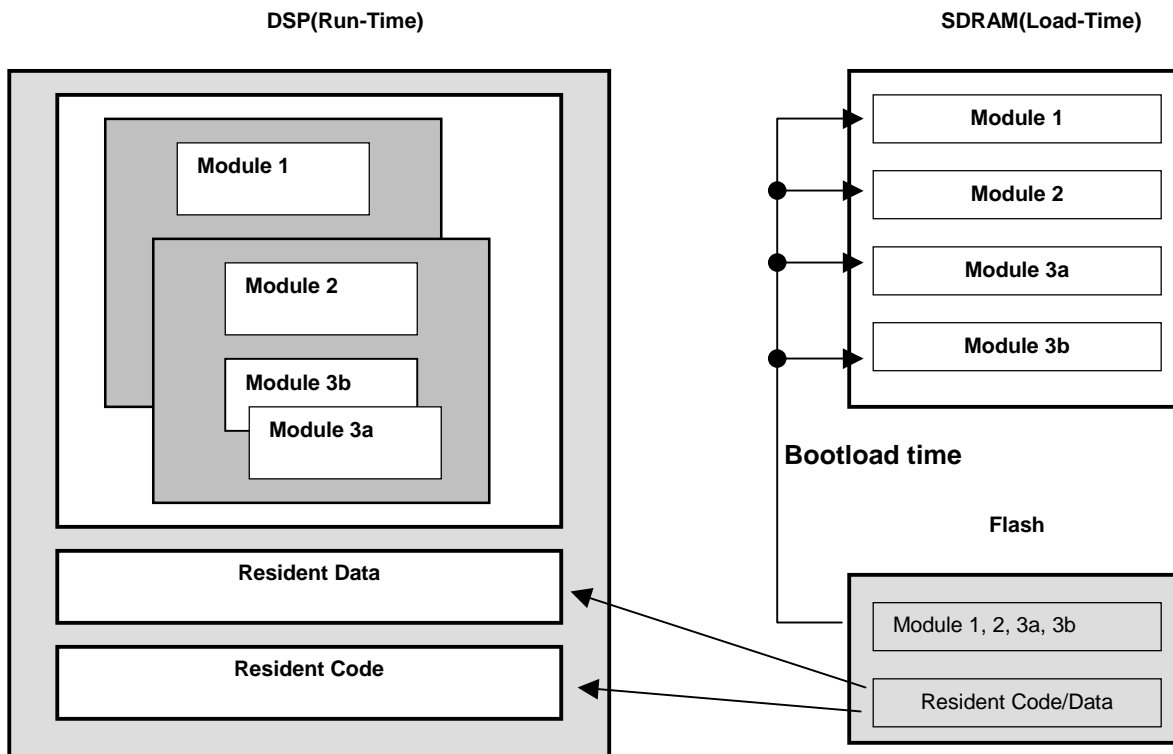 DSP(Run-Time)
SDRAM(Load-Time)
Module 1
Module 2
Module 3b
Module 3a
Resident Data
Resident Code
Module 1
Module 2
Module 3a
Module 3b
Bootload time
Flash
Module 1, 2, 3a, 3b
Resident Code/Data